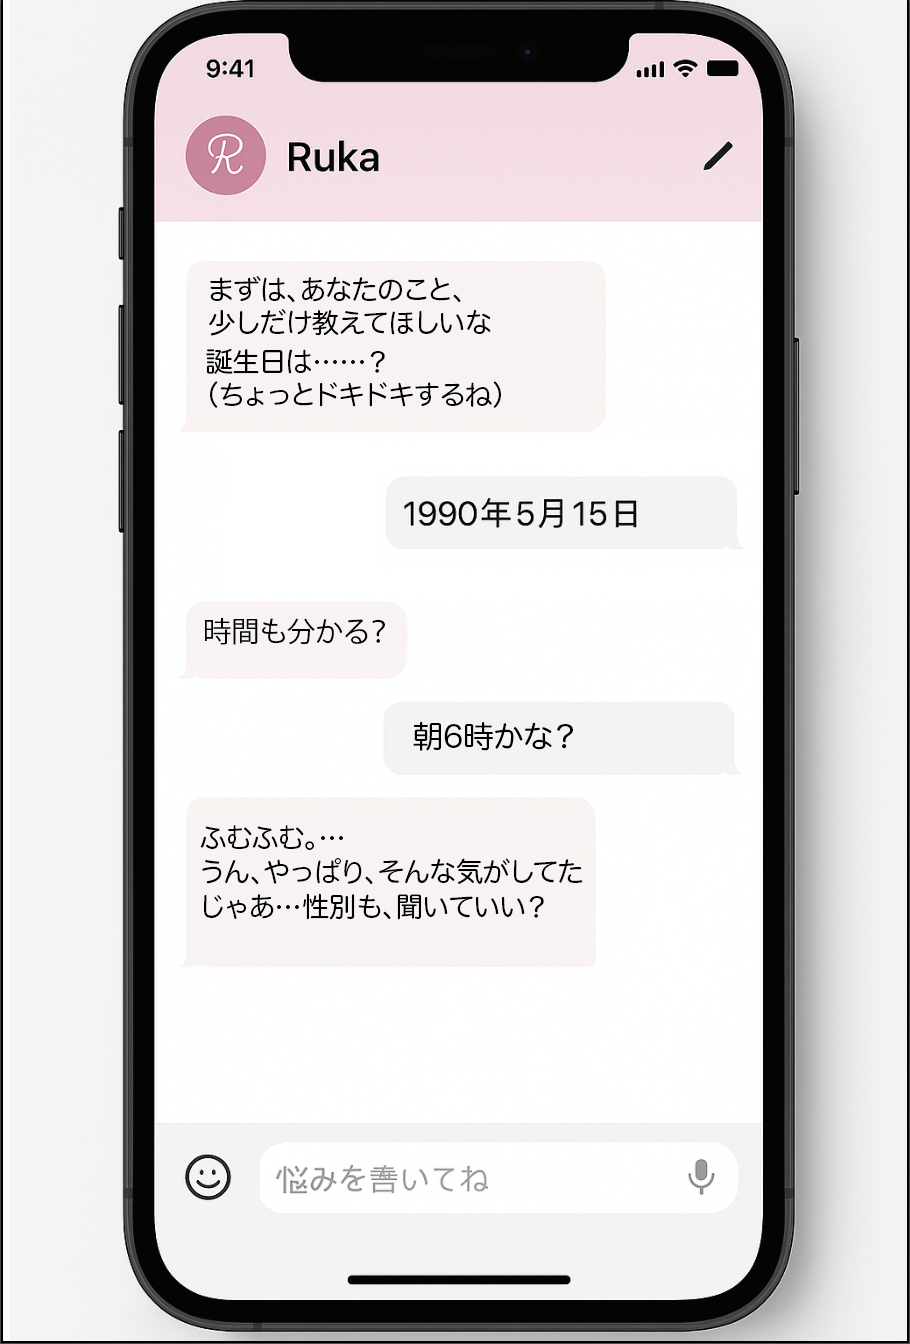 9:41
R
Ruka
まずは、あなたのこと、
少しだけ教えてほしいな
誕生日は……?
(ちょっとドキドキするね)
1990年5月15日
時間も分かる?
朝6時かな?
ふむふむ。…
うん、やっぱり、そんな気がしてた
じゃあ…性別も、聞いていい?
悩みを善いてね